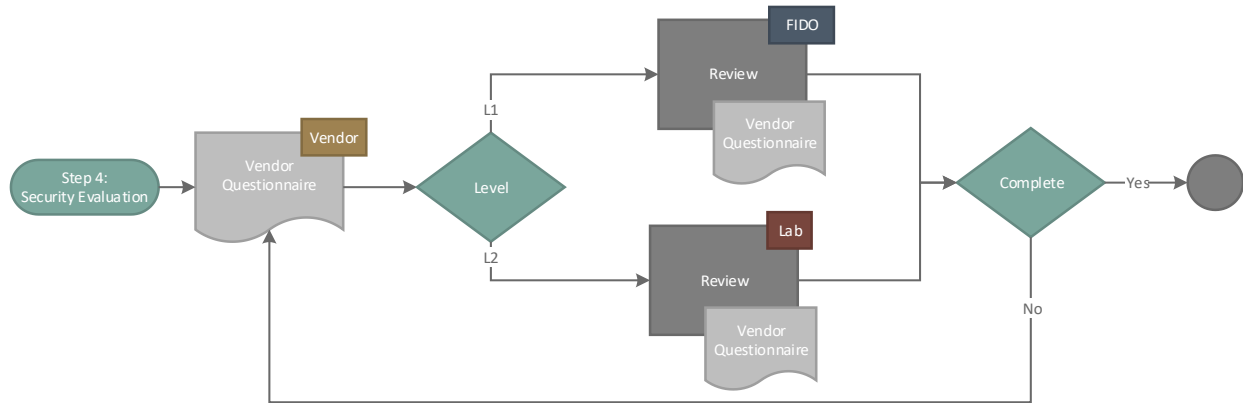 Step 4:
Security Evaluation
Vendor
Vendor
Questionnaire
Level
L1
L2
FIDO
Review
Vendor
Questionnaire
Lab
Review
Vendor
Questionnaire
Complete
Yes
No